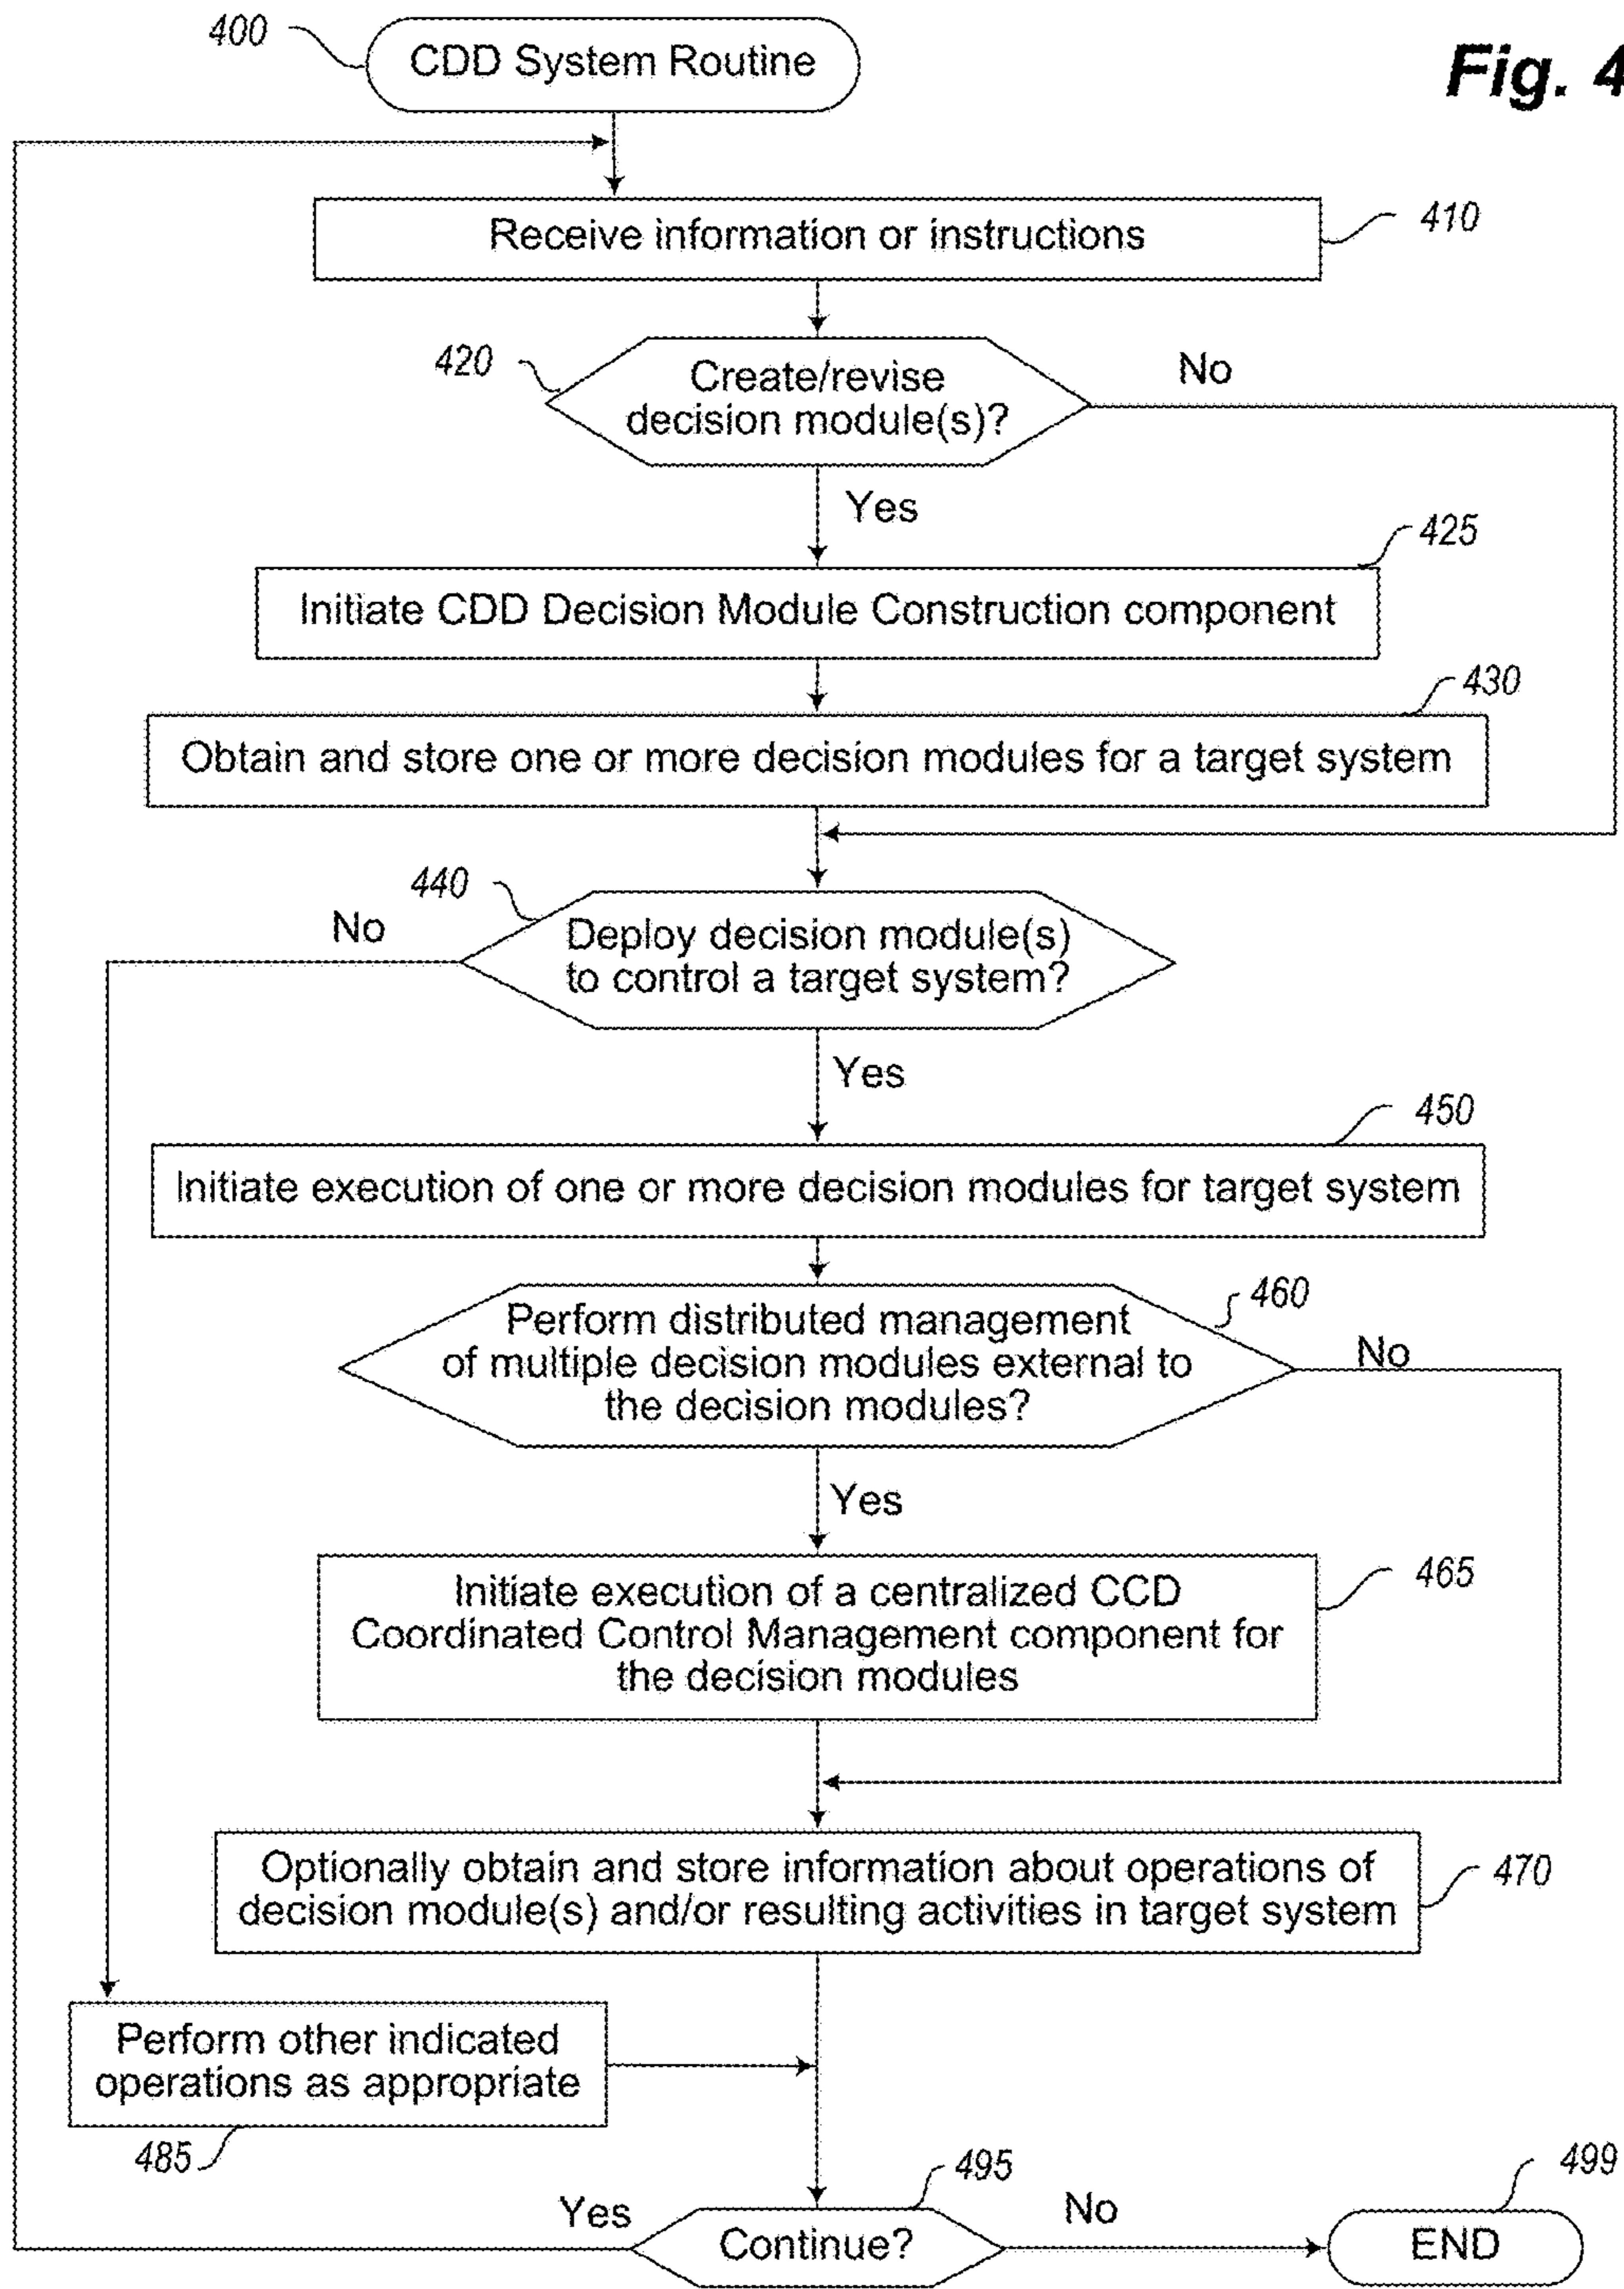 400
CDD System Routine
Fig. 4
Receive information or instructions
410
420
Create/revise
decision module(s)?
No
Yes
425
Initiate CDD Decision Module Construction component
430
Obtain and store one or more decision modules for a target system
440
No
Deploy decision module(s)
to control a target system?
Yes
450
Initiate execution of one or more decision modules for target system
460
Perform distributed management
of multiple decision modules external to
the decision modules?
No
Yes
Initiate execution of a centralized CCD
Coordinated Control Management component for
the decision modules
465
Optionally obtain and store information about operations of
decision module(s) and/or resulting activities in target system
470
Perform other indicated
operations as appropriate
485
495
499
Yes
Continue?
No
END